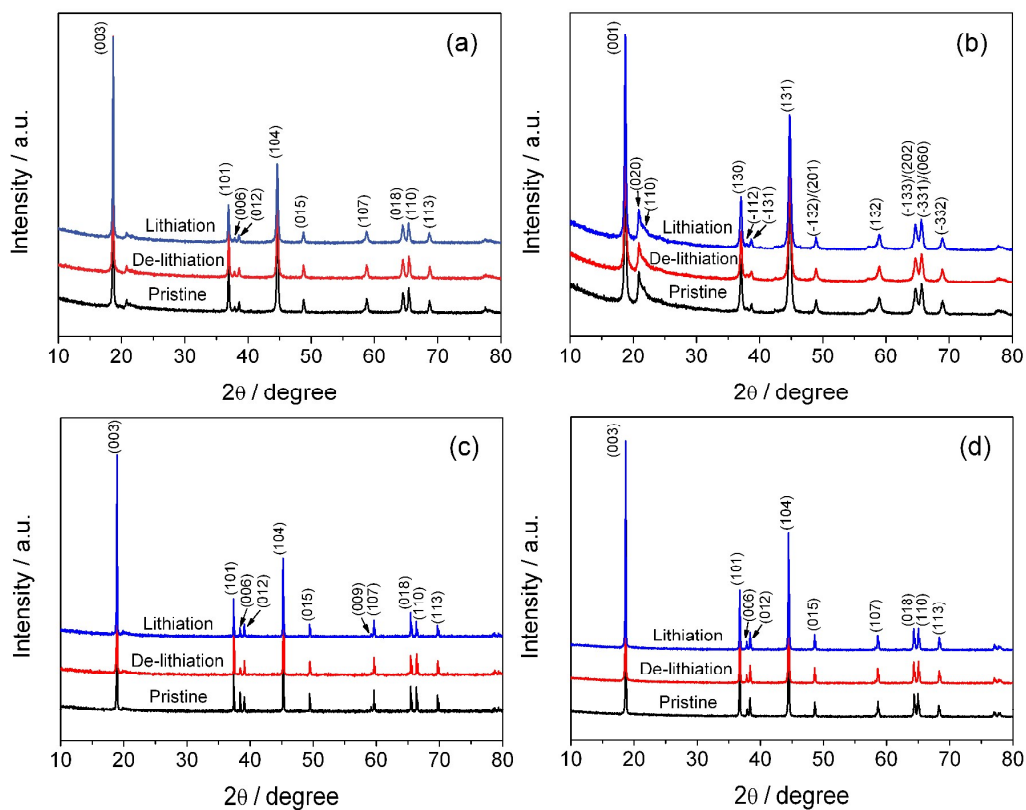 (a)
(003)
(101)
(006)
(012)
(104)
(015)
(107)
(018)
(110)
(113)
Lithiation
De-lithiation
Pristine
Intensity / a.u.
10 20 30 40 50 60 70 80
2θ / degree
(b)
(001)
(020)
(110)
(130)
(-112)
(-131)
(131)
(-132)/(201)
(132)
(-133)/(202)
(-331)/(060)
(-332)
Lithiation
De-lithiation
Pristine
Intensity / a.u.
10 20 30 40 50 60 70 80
2θ / degree
(c)
(003)
(101)
(006)
(012)
(104)
(015)
(009)
(107)
(018)
(110)
(113)
Lithiation
De-lithiation
Pristine
Intensity / a.u.
10 20 30 40 50 60 70 80
2θ / degree
(d)
(003)
(101)
(006)
(012)
(104)
(015)
(107)
(018)
(110)
(113)
Lithiation
De-lithiation
Pristine
Intensity / a.u.
10 20 30 40 50 60 70 80
2θ / degree